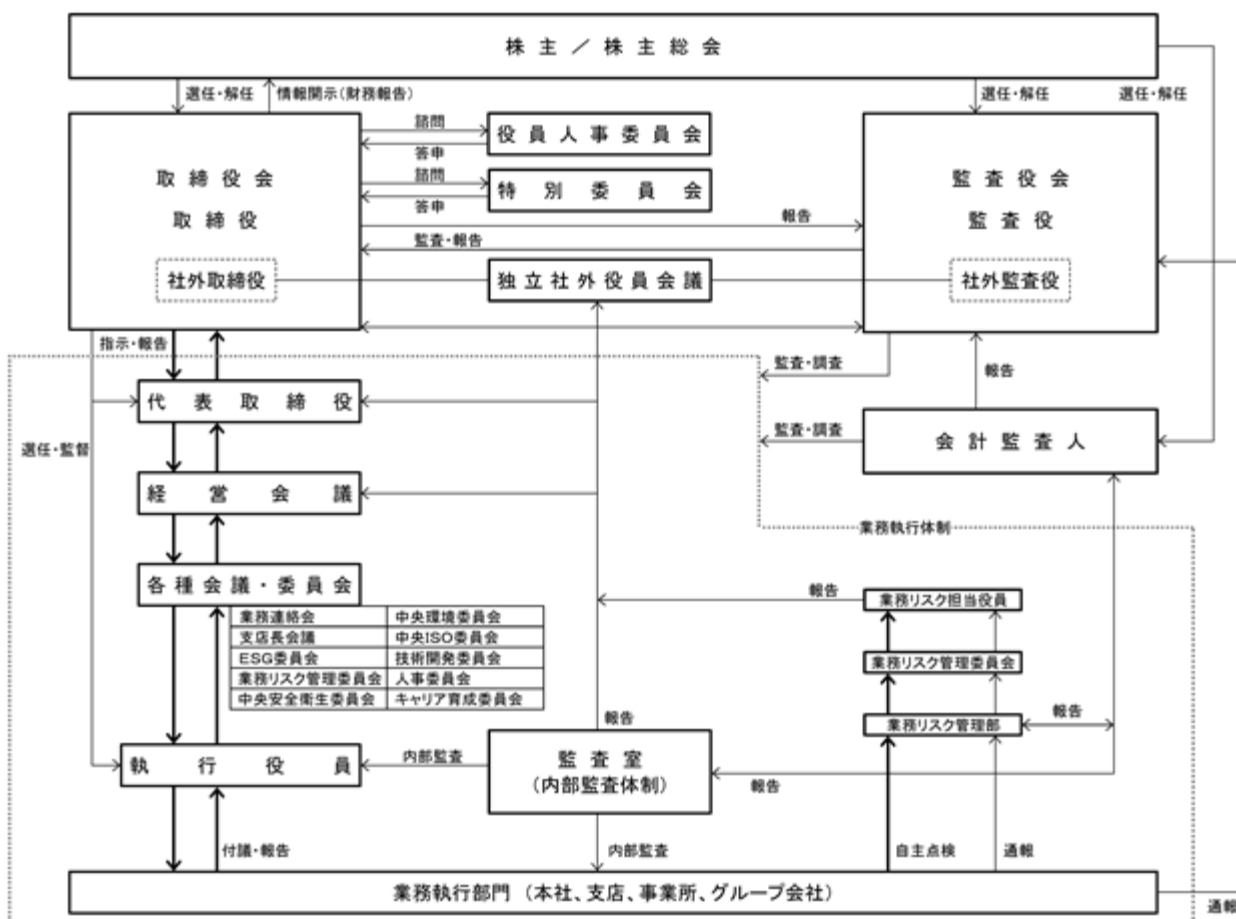 株主／株主総会
選任・解任
情報開示(財務報告)
選任・解任
選任・解任
取締役会
取締役
社外取締役
諮問
答申
役員人事委員会
諮問
答申
特別委員会
報告
監査・報告
独立社外役員会議
監査役会
監査役
社外監査役
指示・報告
監査・調査
報告
代表取締役
監査・調査
会計監査人
選任・監督
経営会議
業務執行体制
各種会議・委員会
業務連絡会
中央環境委員会
支店長会議
中央ISO委員会
ESG委員会
技術開発委員会
業務リスク管理委員会
人事委員会
中央安全衛生委員会
キャリア育成委員会
報告
業務リスク担当役員
業務リスク管理委員会
業務リスク管理部
報告
報告
執行役員
内部監査
監査室
(内部監査体制)
報告
付議・報告
内部監査
自主点検
通報
業務執行部門（本社、支店、事業所、グループ会社）
通報